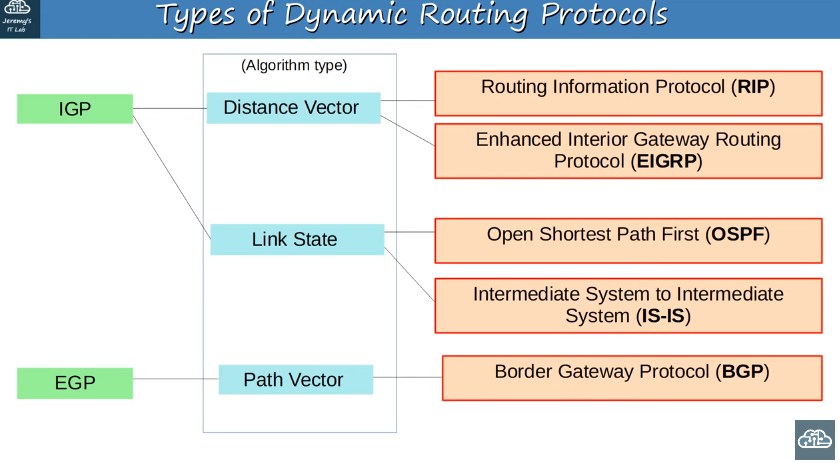 Jeremy's
IT Lab
Types of Dynamic Routing Protocols
(Algorithm type)
IGP
Distance Vector
Routing Information Protocol (RIP)
Enhanced Interior Gateway Routing
Protocol (EIGRP)
Link State
Open Shortest Path First (OSPF)
Intermediate System to Intermediate
System (IS-IS)
EGP
Path Vector
Border Gateway Protocol (BGP)